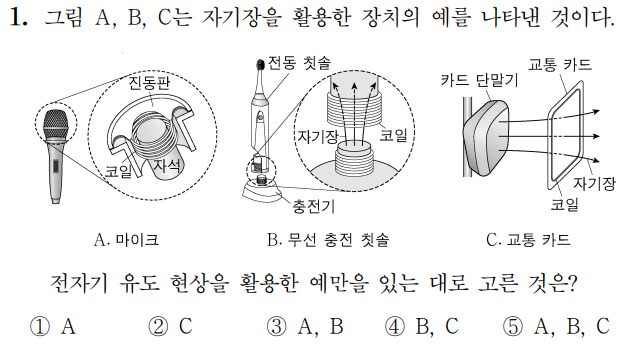 1. 그림 A, B, C는 자기장을 활용한 장치의 예를 나타낸 것이다.
진동판
코일
자석
A. 마이크
전동 칫솔
자기장
코일
충전기
B. 무선 충전 칫솔
교통 카드
카드 단말기
자기장
코일
C. 교통 카드
전자기 유도 현상을 활용한 예만을 있는 대로 고른 것은?
① A ② C ③ A, B ④ B, C ⑤ A, B, C